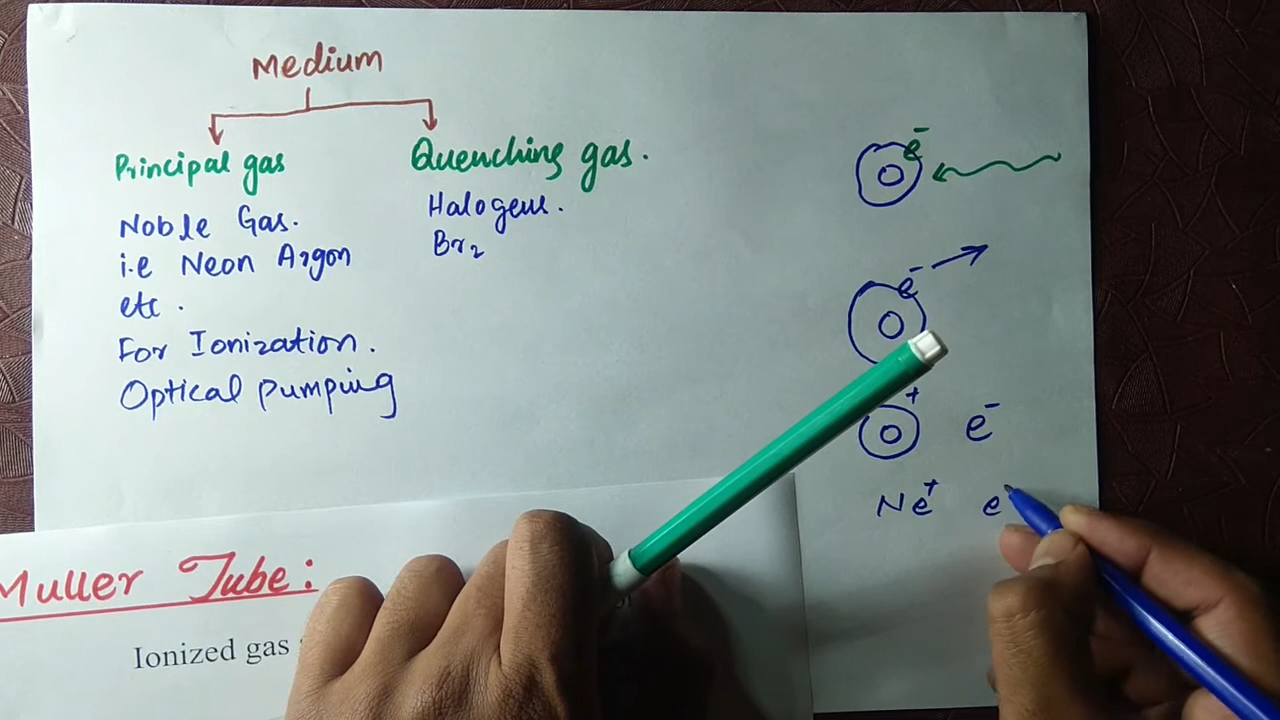 Medium
Principal gas
Noble Gas.
i.e Neon Argon
etc.
For Ionization.
Optical pumping
Quenching gas.
Halogens.
Br₂
e⁻
e⁻
+ e⁻
Ne⁺ e
Muller Tube:
Ionized gas